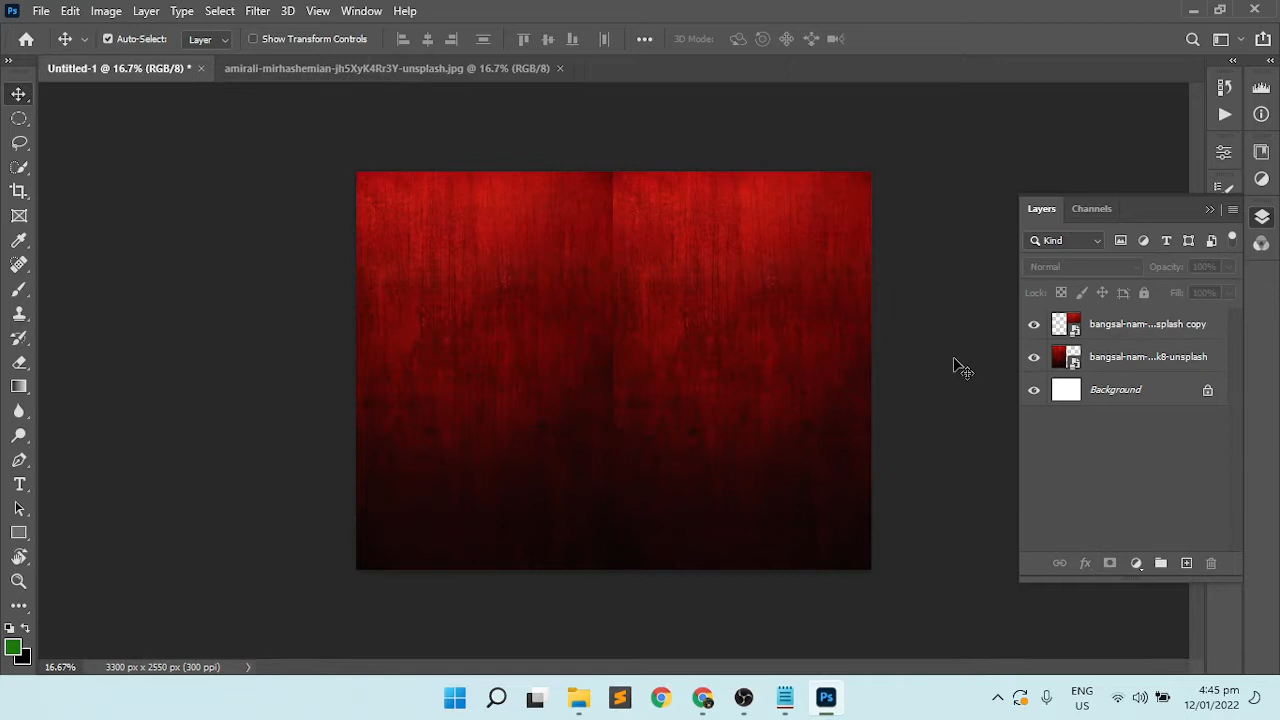 Ps File Edit Image Layer Type Select Filter 3D View Window Help
Auto-Select: Layer Show Transform Controls 3D Mode:
Untitled-1 @ 16.7% (RGB/8) * amirali-mirhashemian-jh5XyK4Rr3Y-unsplash.jpg @ 16.7% (RGB/8)
Layers Channels
Kind
Normal Opacity: 100%
Lock: Fill: 100%
bangsal-nam-...splash copy
bangsal-nam-...k8-unsplash
Background
16.67% 3300 px x 2550 px (300 ppi)
ENG
US
4:45 pm
12/01/2022
Ps